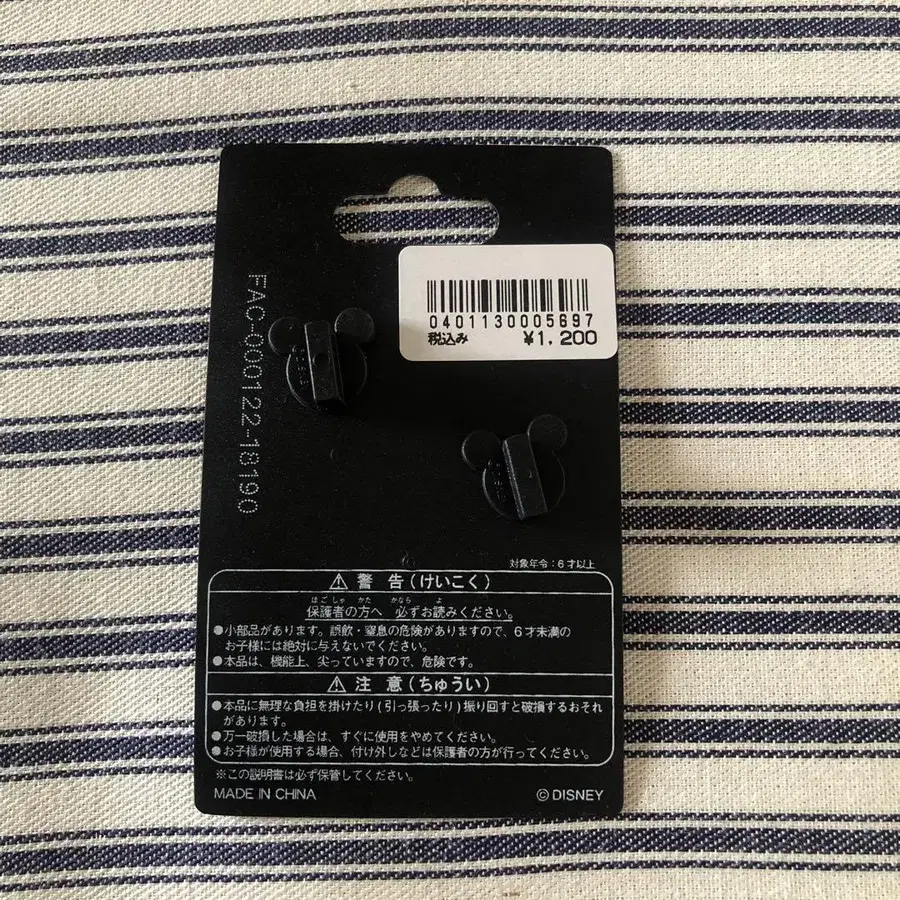 0401130005697
税込み ¥1,200
FAC-000122-18190
対象年令:6才以上
⚠警 告(けいこく)
ほごしゃ かた かなら よ
保護者の方へ 必ずお読みください。
●小部品があります。誤飲・窒息の危険がありますので、6才未満の
お子様には絶対に与えないでください。
●本品は、機能上、尖っていますので、危険です。
⚠注 意(ちゅうい)
●本品に無理な負担を掛けたり(引っ張ったり)振り回すと破損するおそれ
があります。
●万一破損した場合は、すぐに使用をやめてください。
●お子様が使用する場合、付け外しなどは保護者の方が行ってください。
※この説明書は必ず保管してください。
MADE IN CHINA
©DISNEY